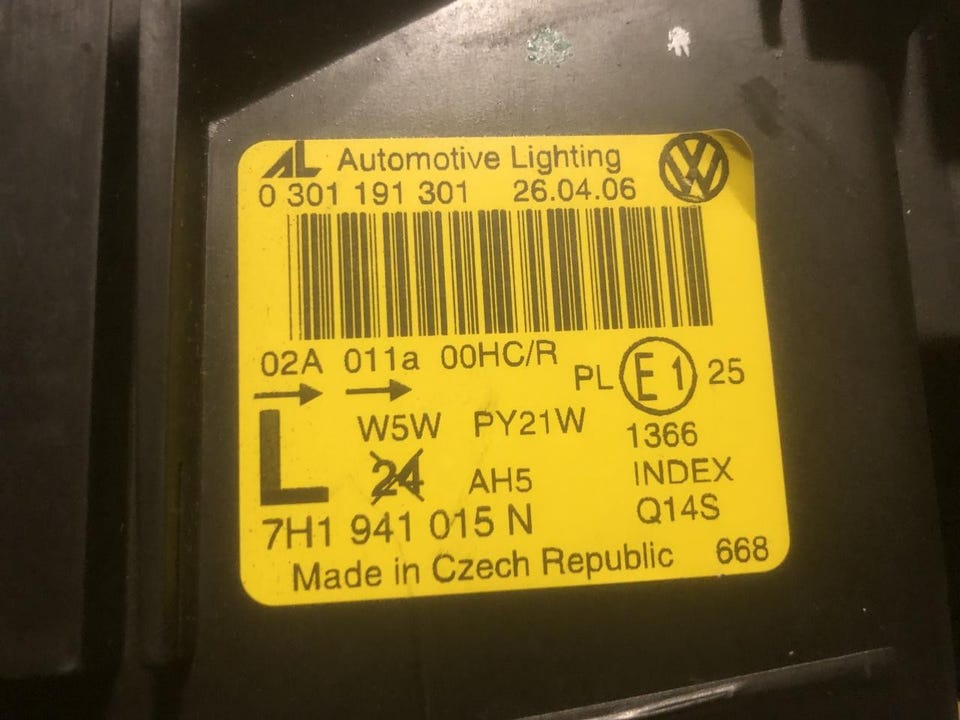 AL Automotive Lighting
0 301 191 301 26.04.06
02A 011a 00HC/R
PL E1 25
W5W PY21W 1366
L 24 AH5 INDEX
7H1 941 015 N Q14S
Made in Czech Republic 668